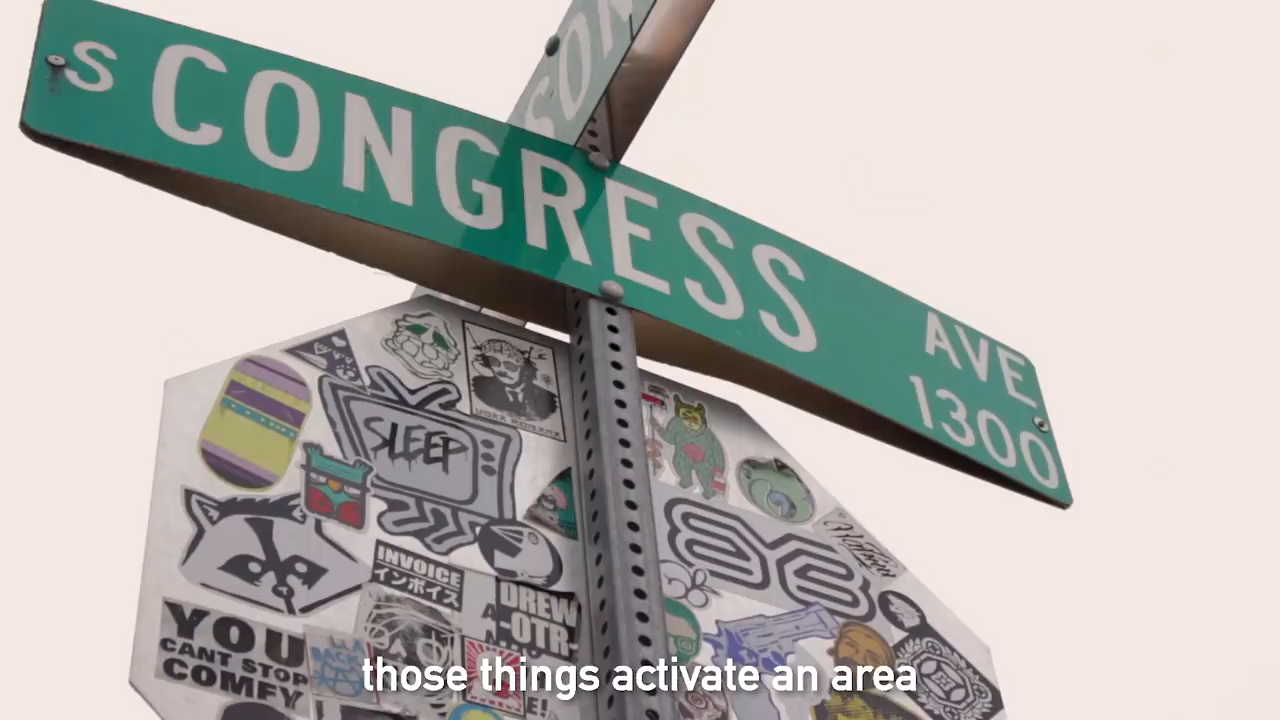 SON
S CONGRESS AVE.
1300
SLEEP
INVOICE
インボイス
DREW
-OTR-
YOU
CANT STOP
COMFY
those things activate an area